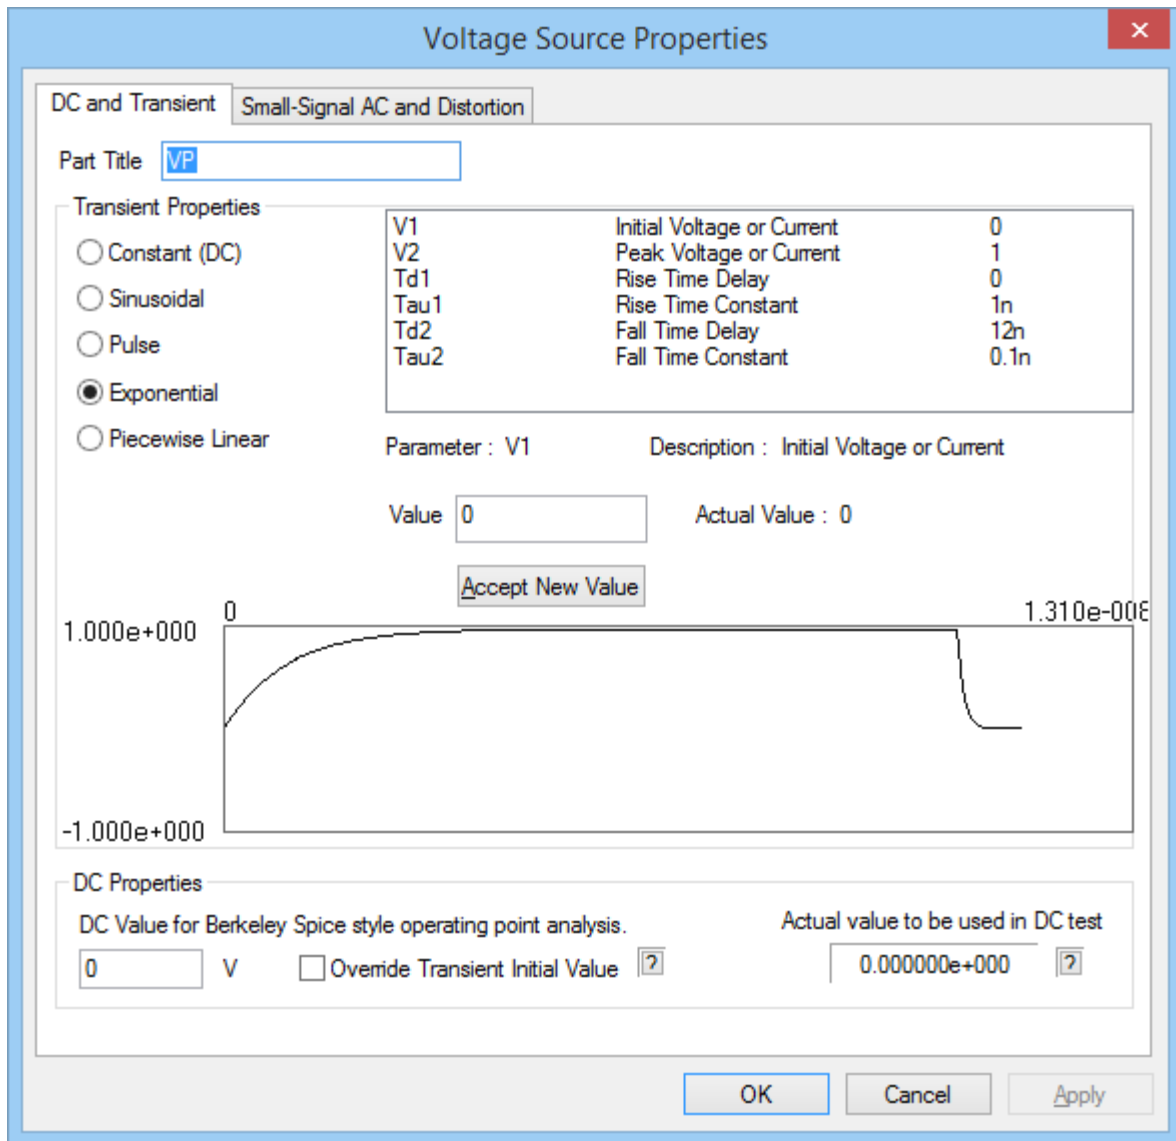 Voltage Source Properties
DC and Transient Small-Signal AC and Distortion
Part Title VP
Transient Properties
Constant (DC)
Sinusoidal
Pulse
Exponential
Piecewise Linear
V1 Initial Voltage or Current 0
V2 Peak Voltage or Current 1
Td1 Rise Time Delay 0
Tau1 Rise Time Constant 1n
Td2 Fall Time Delay 12n
Tau2 Fall Time Constant 0.1n
Parameter : V1 Description : Initial Voltage or Current
Value 0 Actual Value : 0
Accept New Value
0 1.310e-008
1.000e+000
-1.000e+000
DC Properties
DC Value for Berkeley Spice style operating point analysis. Actual value to be used in DC test
0 V Override Transient Initial Value ? 0.000000e+000 ?
OK Cancel Apply